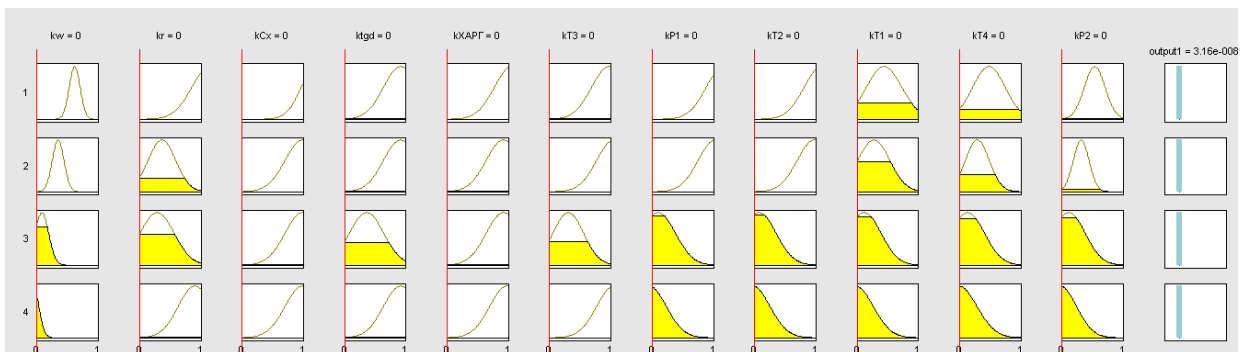 kw = 0 kr = 0 kCx = 0 ktgd = 0 kХАРГ = 0 kT3 = 0 kP1 = 0 kT2 = 0 kT1 = 0 kT4 = 0 kP2 = 0
output1 = 3.16e-008
1
2
3
4
0 1 0 1 0 1 0 1 0 1 0 1 0 1 0 1 0 1 0 1 0 1